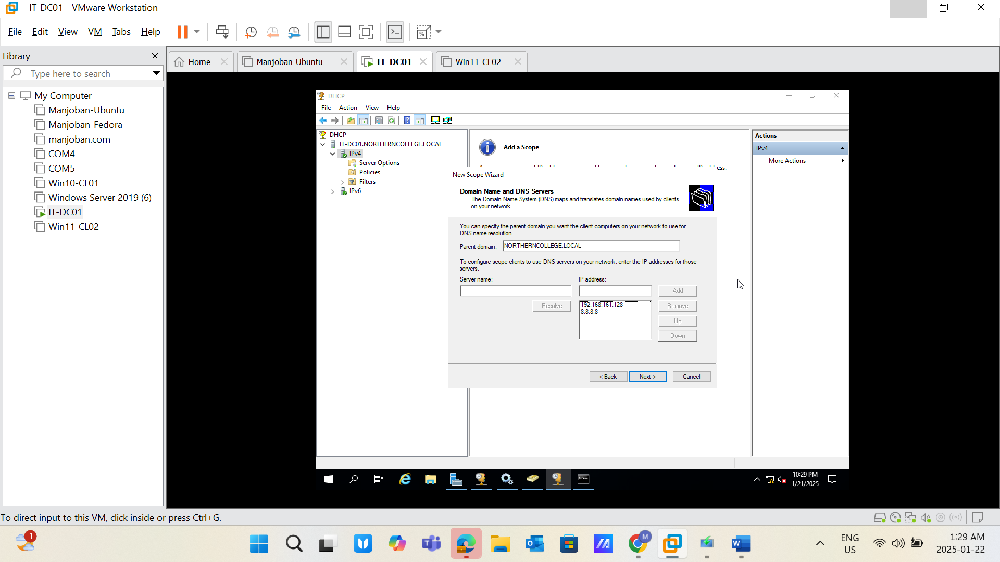 IT-DC01 - VMware Workstation
File Edit View VM Tabs Help
Library
Type here to search
My Computer
Manjoban-Ubuntu
Manjoban-Fedora
manjoban.com
COM4
COM5
Win10-CL01
Windows Server 2019 (6)
IT-DC01
Win11-CL02
Home
Manjoban-Ubuntu
IT-DC01
Win11-CL02
DHCP
File Action View Help
DHCP
IT-DC01.NORTHERNCOLLEGE.LOCAL
IPv4
Server Options
Policies
Filters
IPv6
Add a Scope
Actions
IPv4
More Actions
New Scope Wizard
Domain Name and DNS Servers
The Domain Name System (DNS) maps and translates domain names used by clients
on your network.
You can specify the parent domain you want the client computers on your network to use for
DNS name resolution.
Parent domain: NORTHERNCOLLEGE.LOCAL
To configure scope clients to use DNS servers on your network, enter the IP addresses for those
servers.
Server name: IP address:
Add
Resolve
192.168.161.128
8.8.8.8
Remove
Up
Down
< Back Next > Cancel
10:29 PM
1/21/2025
To direct input to this VM, click inside or press Ctrl+G.
1
M
ENG
US
1:29 AM
2025-01-22